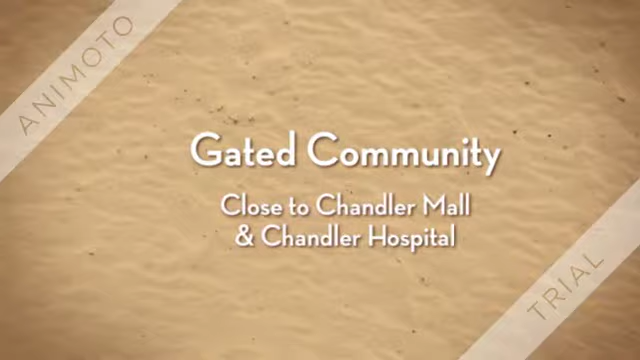 ANIMOTO
Gated Community
Close to Chandler Mall
& Chandler Hospital
TRIAL